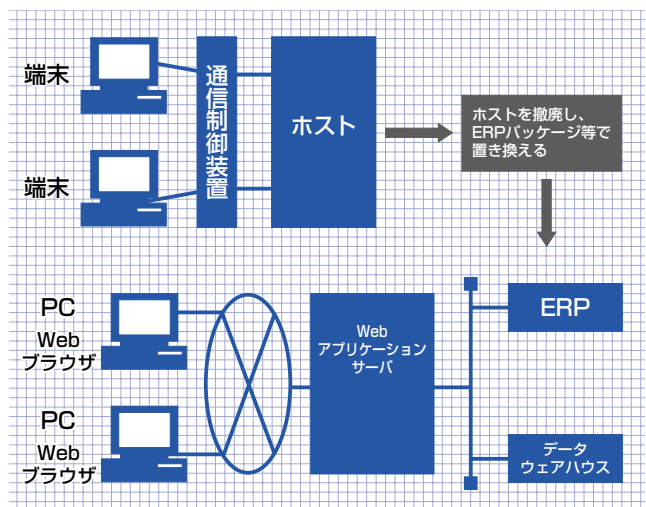 端末
端末
通信制御装置
ホスト
ホストを撤廃し、
ERPパッケージ等で
置き換える
PC
Web
ブラウザ
PC
Web
ブラウザ
Web
アプリケーション
サーバ
ERP
データ
ウェアハウス